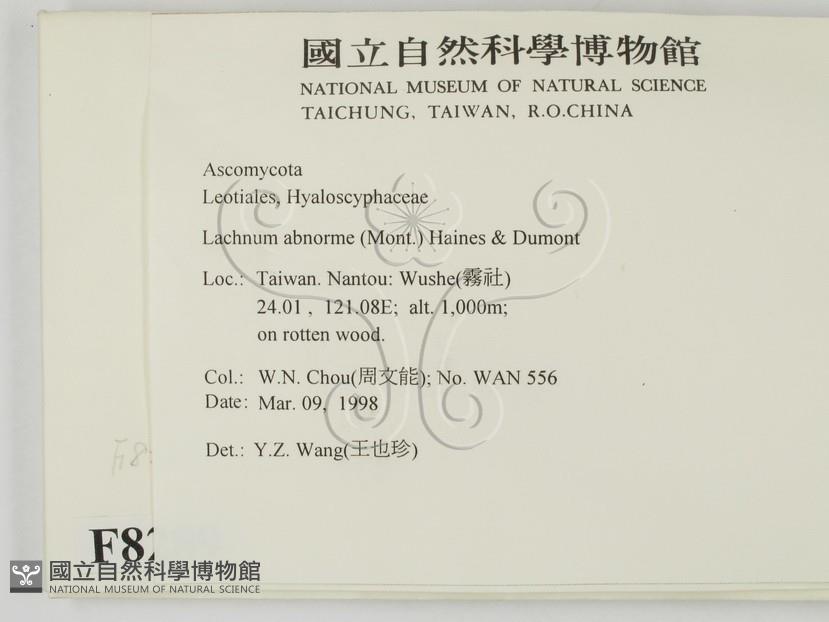 國立自然科學博物館
NATIONAL MUSEUM OF NATURAL SCIENCE
TAICHUNG, TAIWAN, R.O.CHINA
Ascomycota
Leotiales, Hyaloscyphaceae
Lachnum abnorme (Mont.) Haines & Dumont
Loc.: Taiwan. Nantou: Wushe(霧社)
24.01 , 121.08E; alt. 1,000m;
on rotten wood.
Col.: W.N. Chou(周文能); No. WAN 556
Date: Mar. 09, 1998
Det.: Y.Z. Wang(王也珍)
國立自然科學博物館
NATIONAL MUSEUM OF NATURAL SCIENCE